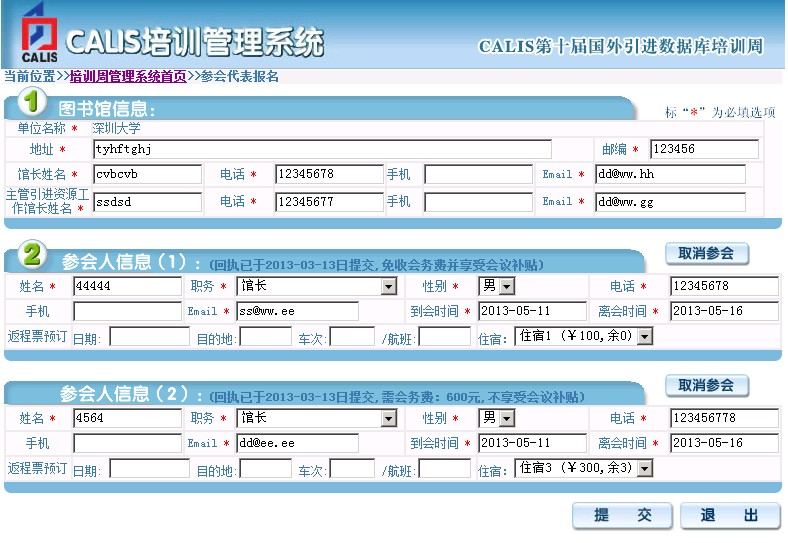 CALIS
CALIS培训管理系统
CALIS第十届国外引进数据库培训周
当前位置>>培训周管理系统首页>>参会代表报名
1 图书馆信息: 标“*”为必填选项
单位名称 * 深圳大学
地址 * tyhftghj 邮编 * 123456
馆长姓名 * cvbcvb 电话 * 12345678 手机 Email * dd@ww.hh
主管引进资源工
作馆长姓名 * ssdsd 电话 * 12345677 手机 Email * dd@ww.gg
2 参会人信息(1): (回执已于2013-03-13日提交,免收会务费并享受会议补贴) 取消参会
姓名 * 44444 职务 * 馆长 性别 * 男 电话 * 12345678
手机 Email * ss@ww.ee 到会时间 * 2013-05-11 离会时间 * 2013-05-16
返程票预订 日期: 目的地: 车次: /航班: 住宿: 住宿1 (￥100,余0)
参会人信息(2): (回执已于2013-03-13日提交,需会务费: 600元,不享受会议补贴) 取消参会
姓名 * 4564 职务 * 馆长 性别 * 男 电话 * 123456778
手机 Email * dd@ee.ee 到会时间 * 2013-05-11 离会时间 * 2013-05-16
返程票预订 日期: 目的地: 车次: /航班: 住宿: 住宿3 (￥300,余3)
提 交 退 出